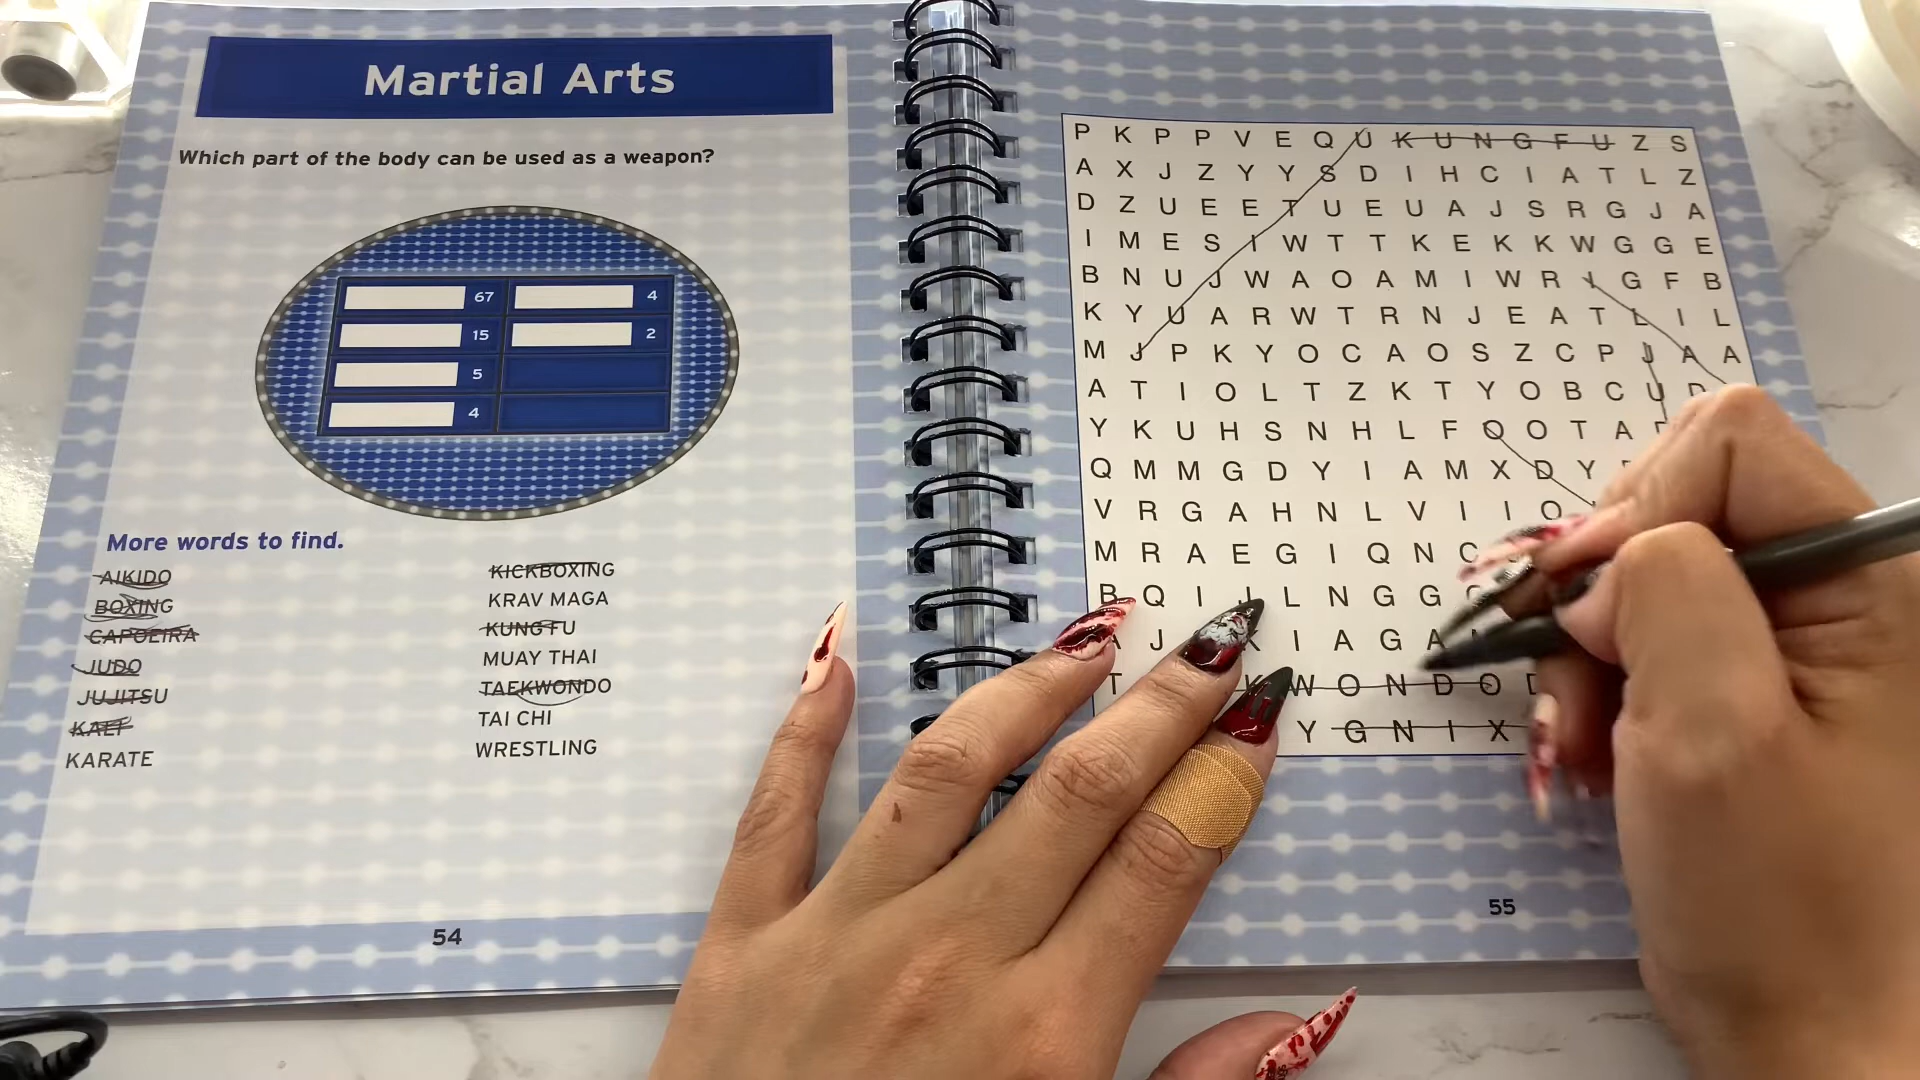 Martial Arts
Which part of the body can be used as a weapon?
67 4
15 2
5
4
More words to find.
AIKIDO
BOXING
CAPOEIRA
JUDO
JUJITSU
KALI
KARATE
KICKBOXING
KRAV MAGA
KUNG FU
MUAY THAI
TAEKWONDO
TAI CHI
WRESTLING
54
P K P P V E Q U K U N G F U Z S
A X J Z Y Y S D I H C I A T L Z
D Z U E E T U E U A J S R G J A
I M E S I W T T K E K K W G G E
B N U J W A O A M I W R I G F B
K Y U A R W T R N J E A T L I L
M J P K Y O C A O S Z C P J A A
A T I O L T Z K T Y O B C U
Y K U H S N H L F O O T A
Q M M G D Y I A M X D Y
V R G A H N L V I I O
M R A E G I Q N C
B Q I J L N G G
J K I A G A
T K W O N D O
Y G N I X
55